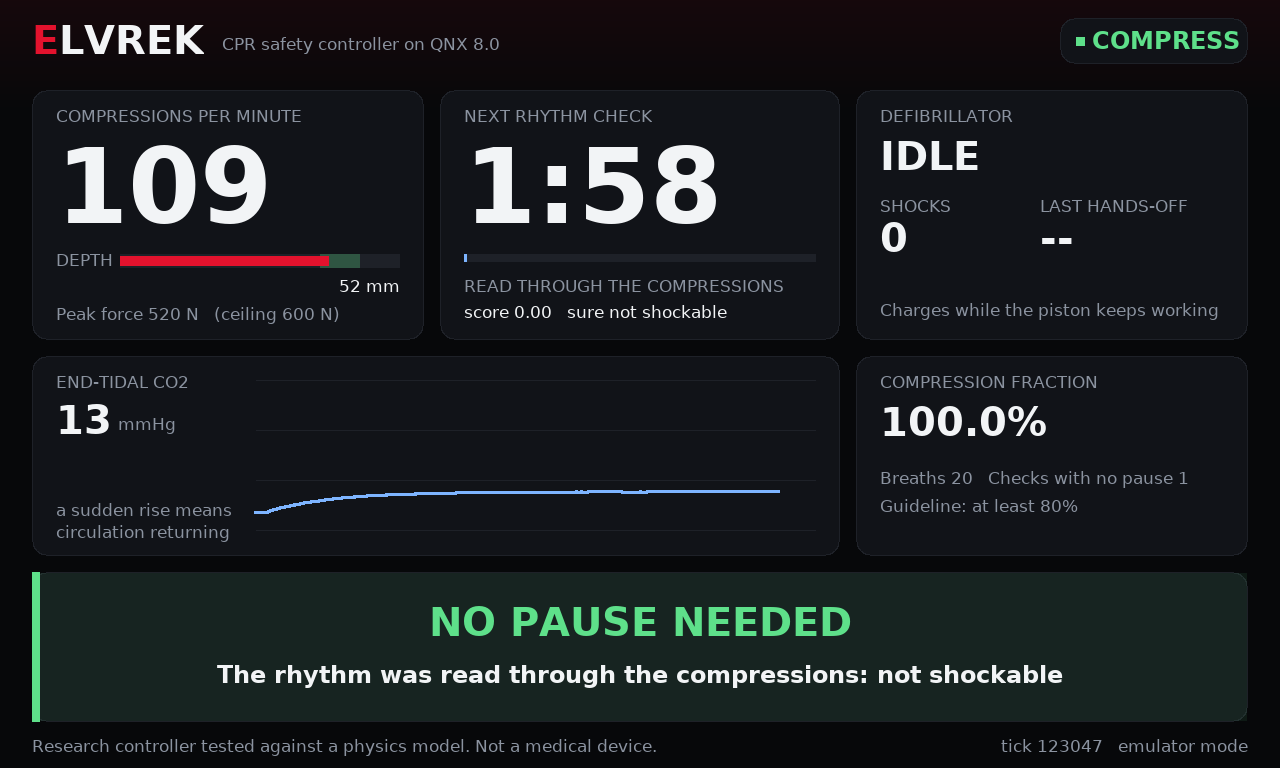 ELVREK CPR safety controller on QNX 8.0
COMPRESS
COMPRESSIONS PER MINUTE
109
DEPTH
52 mm
Peak force 520 N (ceiling 600 N)
NEXT RHYTHM CHECK
1:58
READ THROUGH THE COMPRESSIONS
score 0.00 sure not shockable
DEFIBRILLATOR
IDLE
SHOCKS LAST HANDS-OFF
0 --
Charges while the piston keeps working
END-TIDAL CO2
13 mmHg
a sudden rise means
circulation returning
COMPRESSION FRACTION
100.0%
Breaths 20 Checks with no pause 1
Guideline: at least 80%
NO PAUSE NEEDED
The rhythm was read through the compressions: not shockable
Research controller tested against a physics model. Not a medical device.
tick 123047 emulator mode